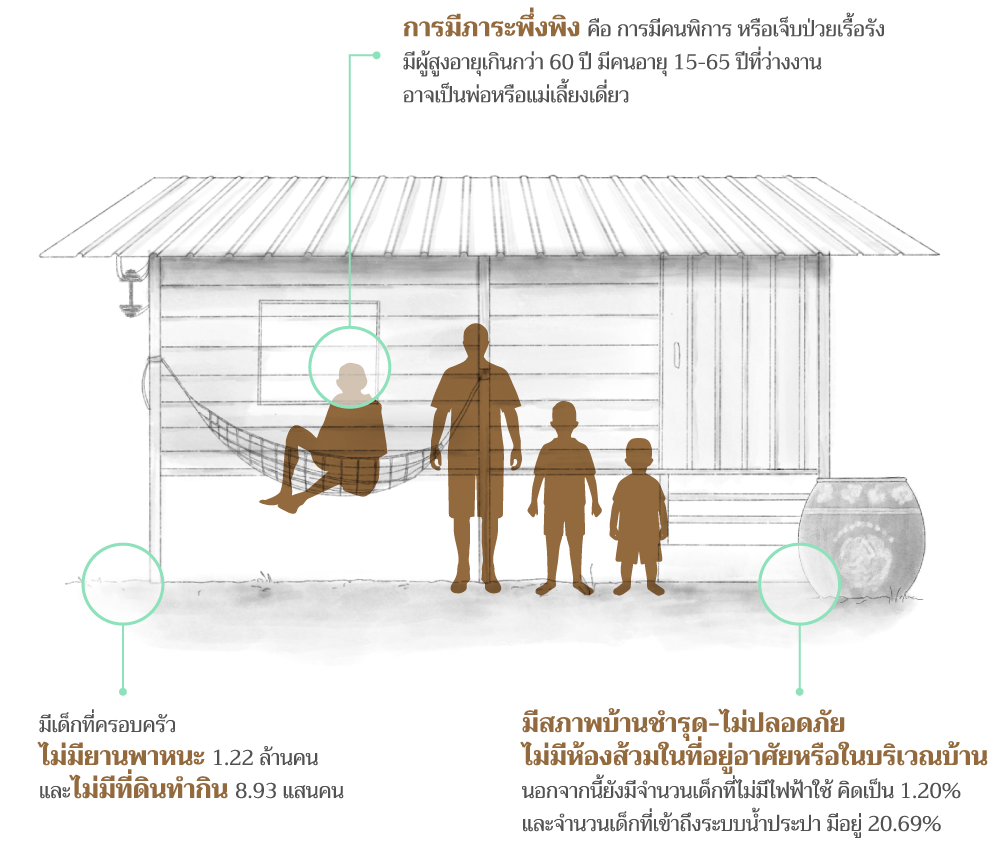 การมีภาระพึ่งพิง คือ การมีคนพิการ หรือเจ็บป่วยเรื้อรัง
มีผู้สูงอายุเกินกว่า 60 ปี มีคนอายุ 15-65 ปีที่ว่างงาน
อาจเป็นพ่อหรือแม่เลี้ยงเดี่ยว
มีเด็กที่ครอบครัว
ไม่มียานพาหนะ 1.22 ล้านคน
และไม่มีที่ดินทำกิน 8.93 แสนคน
มีสภาพบ้านชำรุด-ไม่ปลอดภัย
ไม่มีห้องส้วมในที่อยู่อาศัยหรือในบริเวณบ้าน
นอกจากนี้ยังมีจำนวนเด็กที่ไม่มีไฟฟ้าใช้ คิดเป็น 1.20%
และจำนวนเด็กที่เข้าถึงระบบน้ำประปา มีอยู่ 20.69%